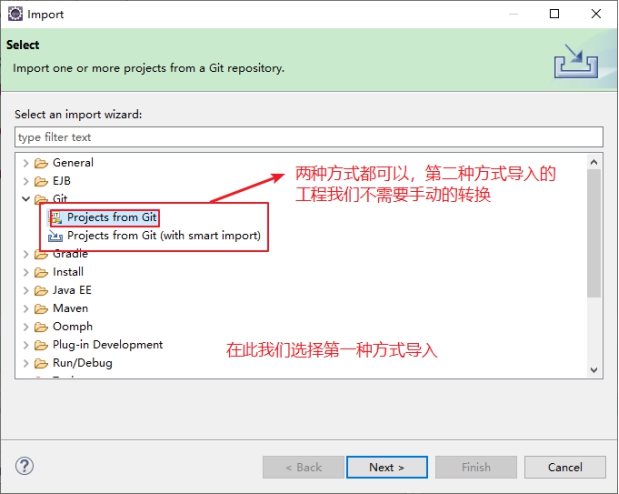 Import
Select
Import one or more projects from a Git repository.
Select an import wizard:
type filter text
General
EJB
Git
两种方式都可以，第二种方式导入的
工程我们不需要手动的转换
Projects from Git
Projects from Git (with smart import)
Gradle
Install
Java EE
Maven
Oomph
在此我们选择第一种方式导入
Plug-in Development
Run/Debug
?
< Back
Next >
Finish
Cancel